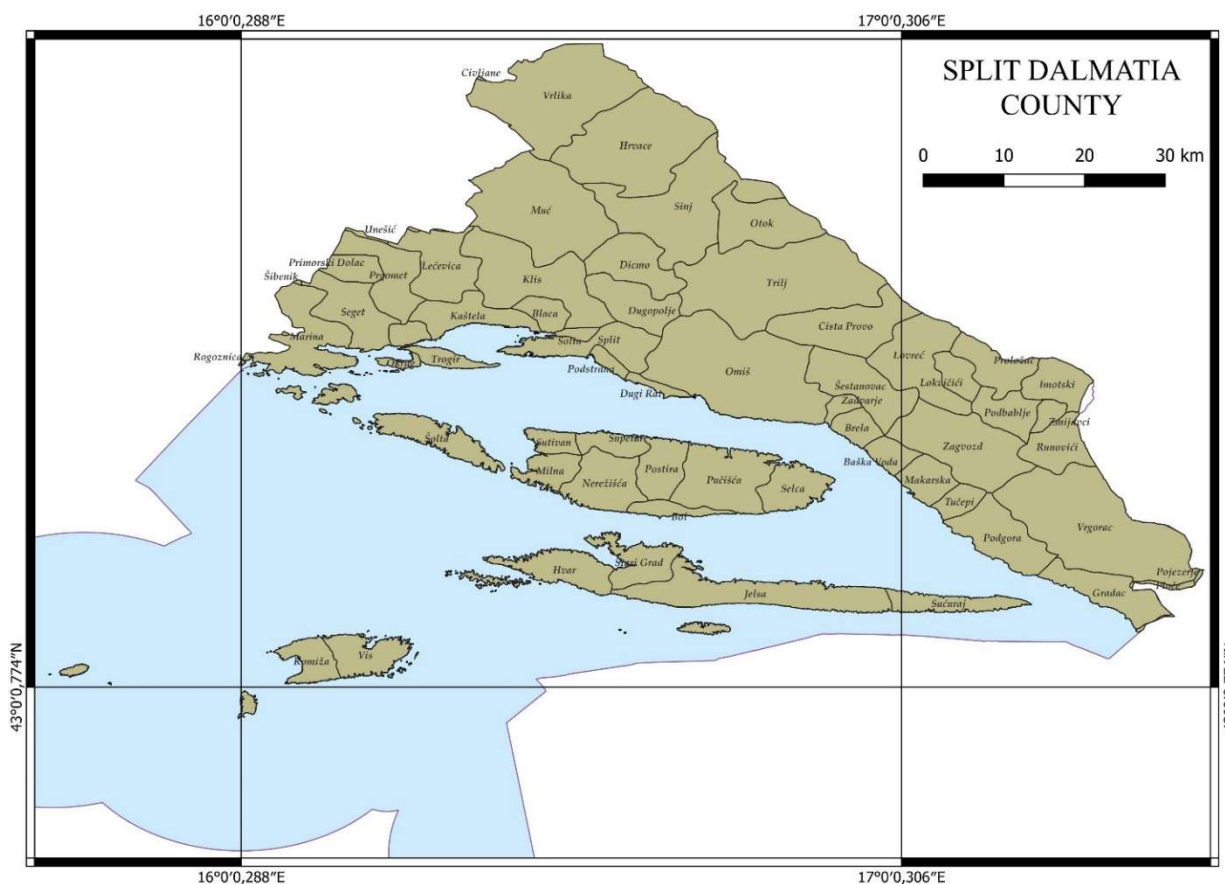 16°0'0,288"E
17°0'0,306"E
SPLIT DALMATIA
COUNTY
0 10 20 30 km
Civljane
Vrlika
Hrvace
Muć
Sinj
Otok
Unešić
Primorski Dolac
Prgomet
Lećevica
Šibenik
Klis
Dicmo
Trilj
Seget
Dugopolje
Kaštela
Blaca
Marina
Solin
Split
Cista Provo
Rogoznica
Okrug
Trogir
Podstrana
Omiš
Lovreć
Proložac
Lokvičići
Imotski
Šestanovac
Dugi Rat
Zadvarje
Podbablje
Zmijavci
Brela
Šolta
Sutivan
Supetar
Zagvozd
Runovići
Milna
Postira
Baška Voda
Nerežišća
Pučišća
Selca
Makarska
Tučepi
Bol
Vrgorac
Podgora
Hvar
Stari Grad
Pojezerje
Ploče
Jelsa
Sućuraj
Gradac
Komiža
Vis
43°0'0,774"N
16°0'0,288"E
17°0'0,306"E